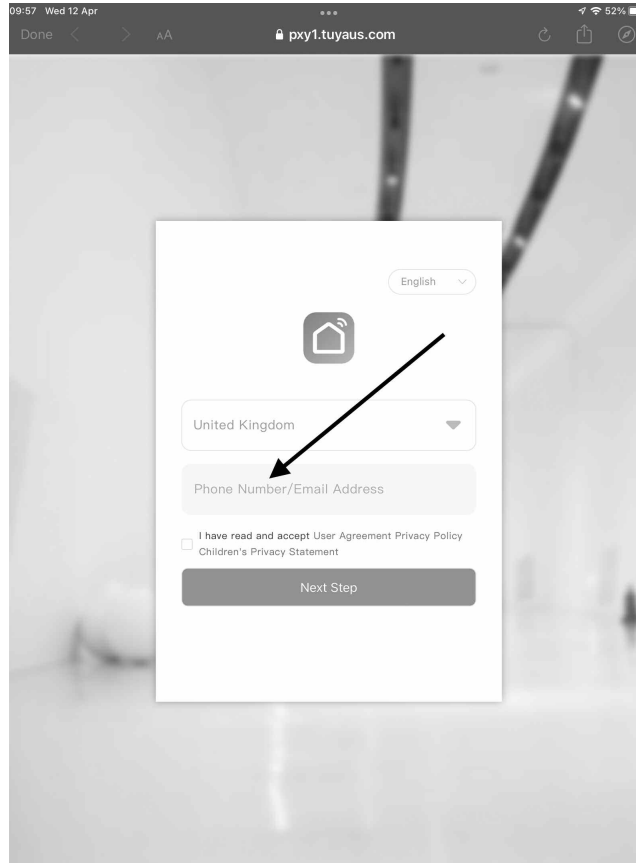 09:57 Wed 12 Apr
52%
Done
AA
pxy1.tuyaus.com
English
United Kingdom
Phone Number/Email Address
I have read and accept User Agreement Privacy Policy
Children's Privacy Statement
Next Step